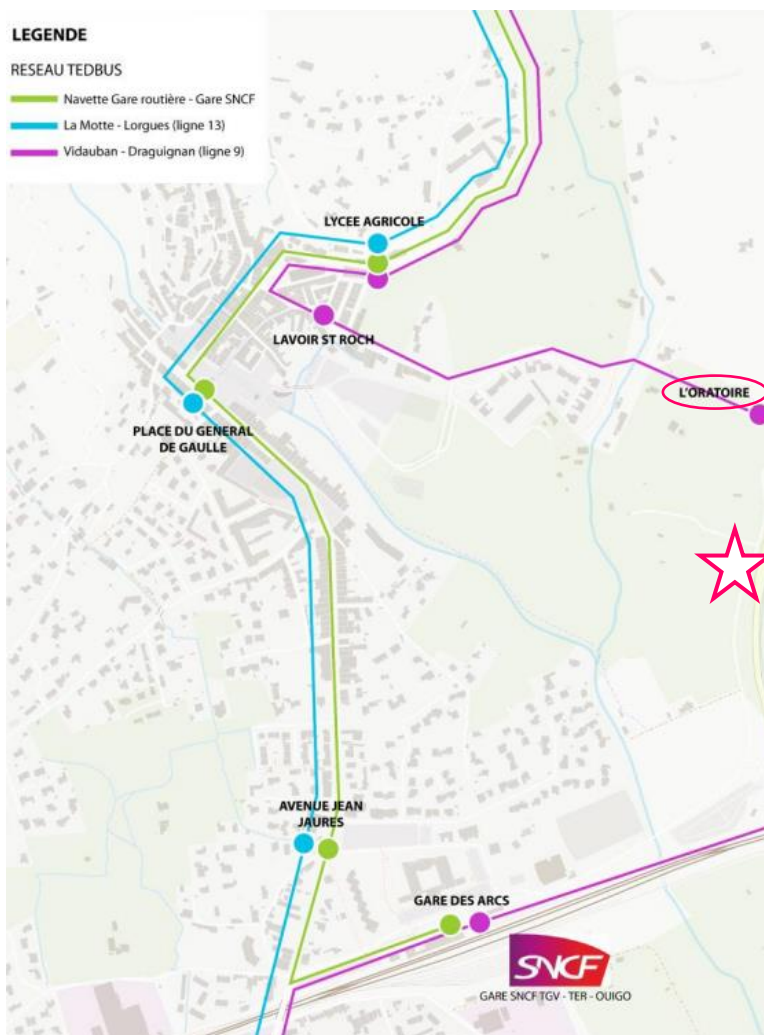 LEGENDE
RESEAU TEDBUS
Navette Gare routière - Gare SNCF
La Motte - Lorgues (ligne 13)
Vidauban - Draguignan (ligne 9)
LYCEE AGRICOLE
LAVOIR ST ROCH
L'ORATOIRE
PLACE DU GENERAL
DE GAULLE
AVENUE JEAN
JAURES
GARE DES ARCS
SNCF
GARE SNCF TGV - TER - OUIGO